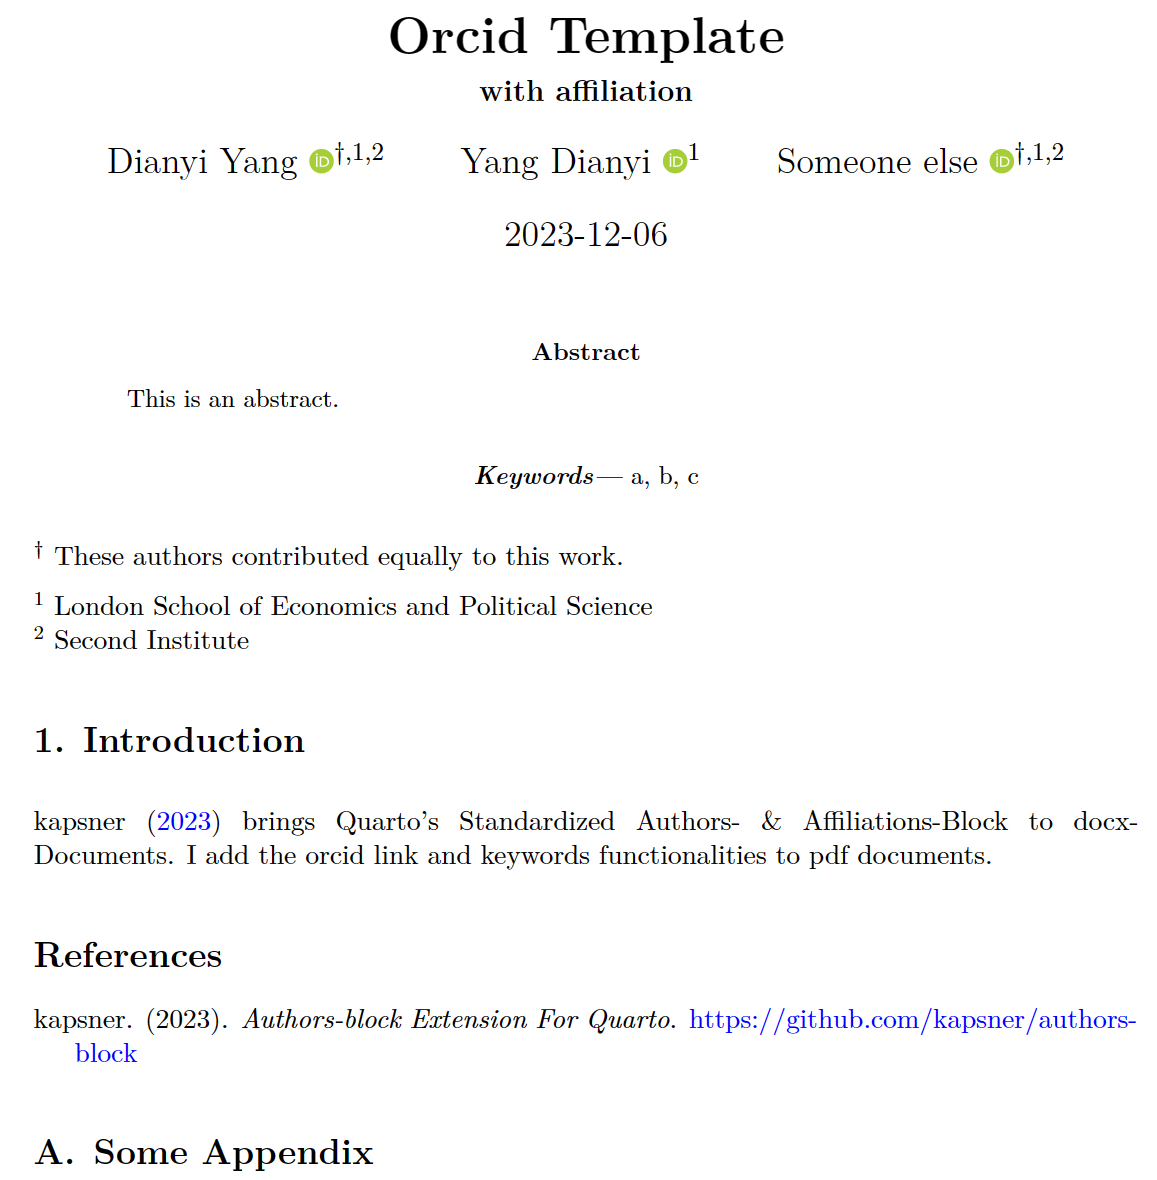 Orcid Template
with affiliation
Dianyi Yang iD†,1,2 Yang Dianyi iD1 Someone else iD†,1,2
2023-12-06
Abstract
This is an abstract.
Keywords— a, b, c
† These authors contributed equally to this work.
1 London School of Economics and Political Science
2 Second Institute
1. Introduction
kapsner (2023) brings Quarto’s Standardized Authors- & Affiliations-Block to docx-
Documents. I add the orcid link and keywords functionalities to pdf documents.
References
kapsner. (2023). Authors-block Extension For Quarto. https://github.com/kapsner/authors-
block
A. Some Appendix